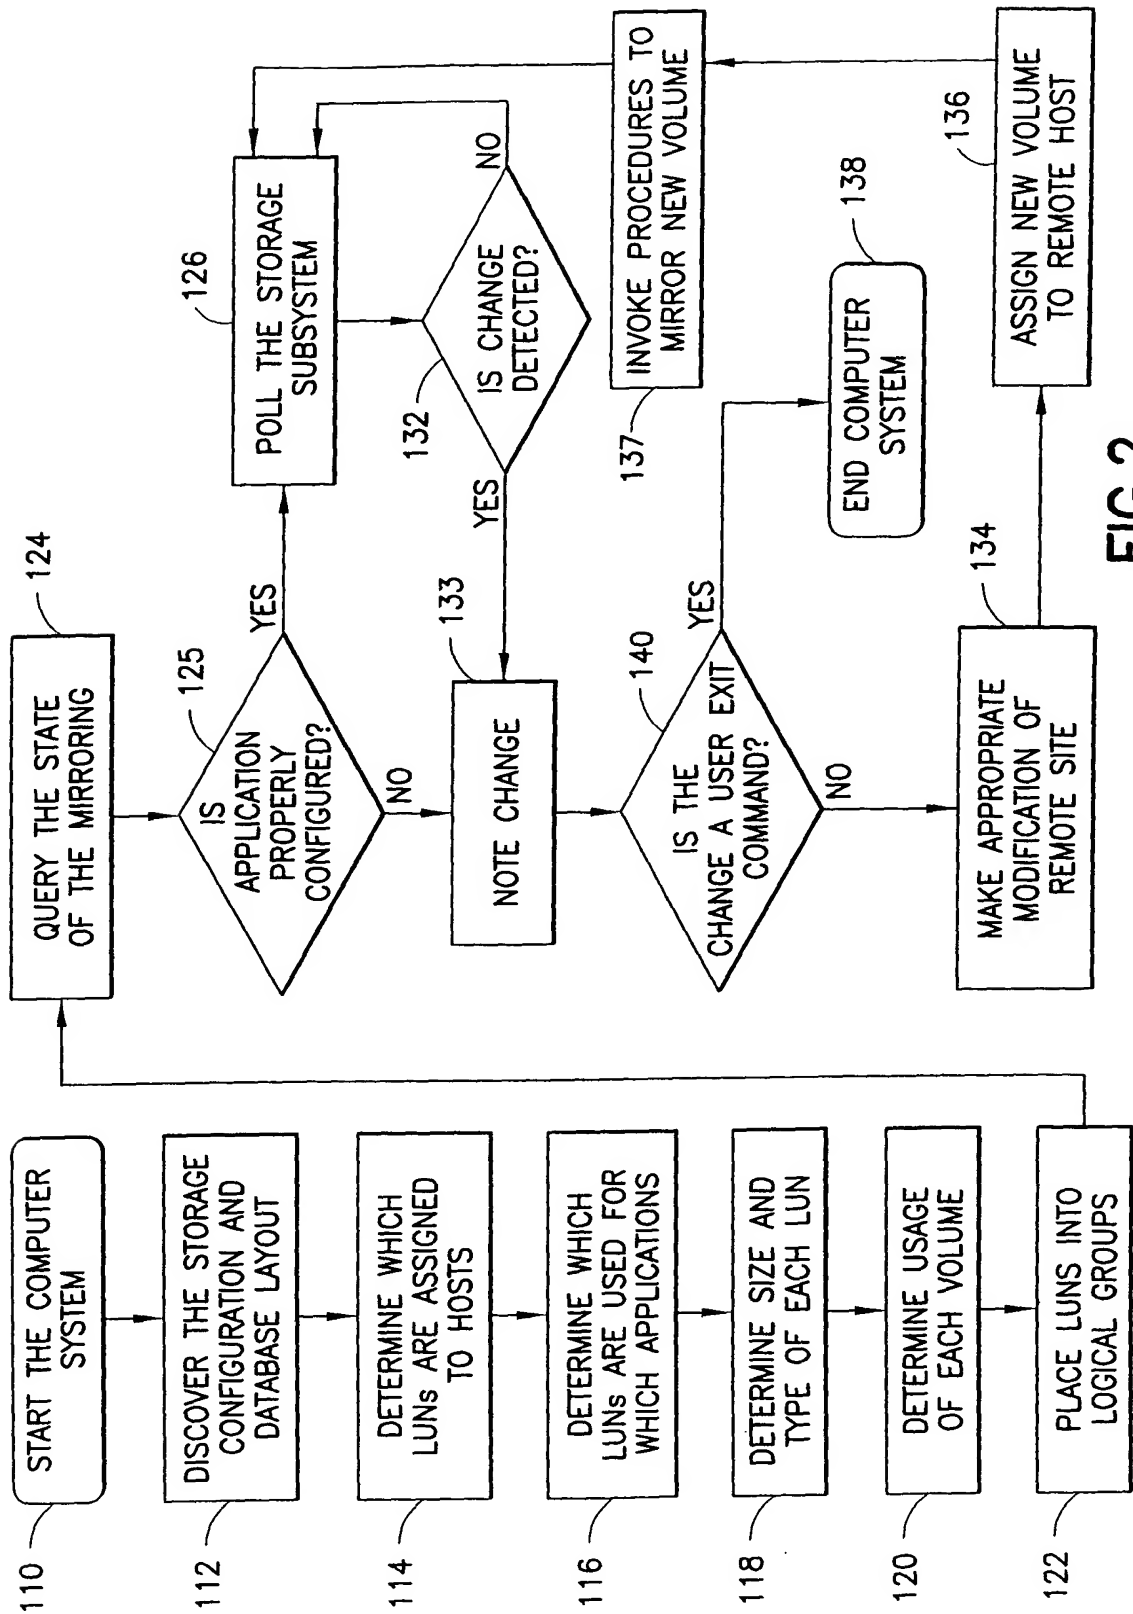 110
START THE COMPUTER
SYSTEM
112
DISCOVER THE STORAGE
CONFIGURATION AND
DATABASE LAYOUT
114
DETERMINE WHICH
LUNs ARE ASSIGNED
TO HOSTS
116
DETERMINE WHICH
LUNs ARE USED FOR
WHICH APPLICATIONS
118
DETERMINE SIZE AND
TYPE OF EACH LUN
120
DETERMINE USAGE
OF EACH VOLUME
122
PLACE LUNs INTO
LOGICAL GROUPS
124
QUERY THE STATE
OF THE MIRRORING
125
IS
APPLICATION
PROPERLY
CONFIGURED?
YES
NO
126
POLL THE STORAGE
SUBSYSTEM
132
IS CHANGE
DETECTED?
NO
YES
133
NOTE CHANGE
140
IS THE
CHANGE A USER EXIT
COMMAND?
YES
NO
138
END COMPUTER
SYSTEM
134
MAKE APPROPRIATE
MODIFICATION OF
REMOTE SITE
136
ASSIGN NEW VOLUME
TO REMOTE HOST
137
INVOKE PROCEDURES TO
MIRROR NEW VOLUME
FIG.2